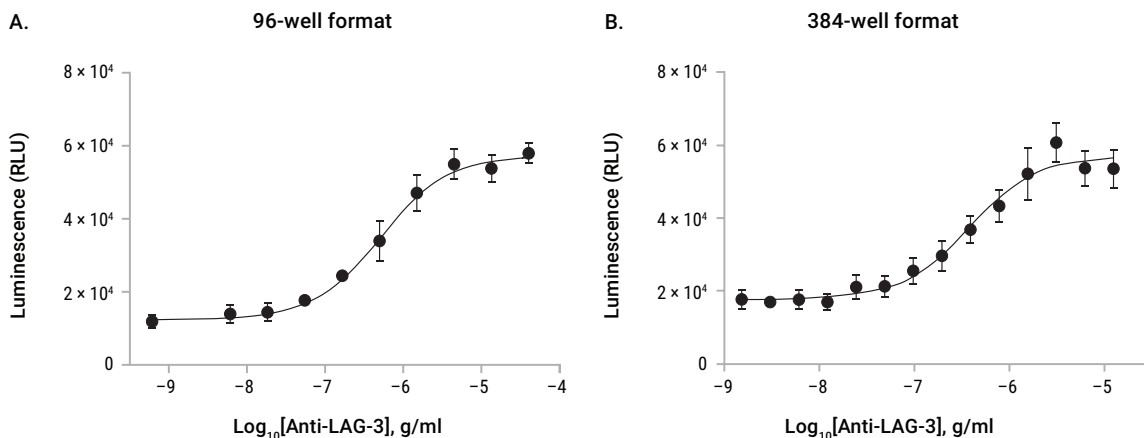 A.
96-well format
8 × 10⁴
6 × 10⁴
4 × 10⁴
2 × 10⁴
0
Luminescence (RLU)
−9
−8
−7
−6
−5
−4
Log₁₀[Anti-LAG-3], g/ml
B.
384-well format
8 × 10⁴
6 × 10⁴
4 × 10⁴
2 × 10⁴
0
Luminescence (RLU)
−9
−8
−7
−6
−5
Log₁₀[Anti-LAG-3], g/ml